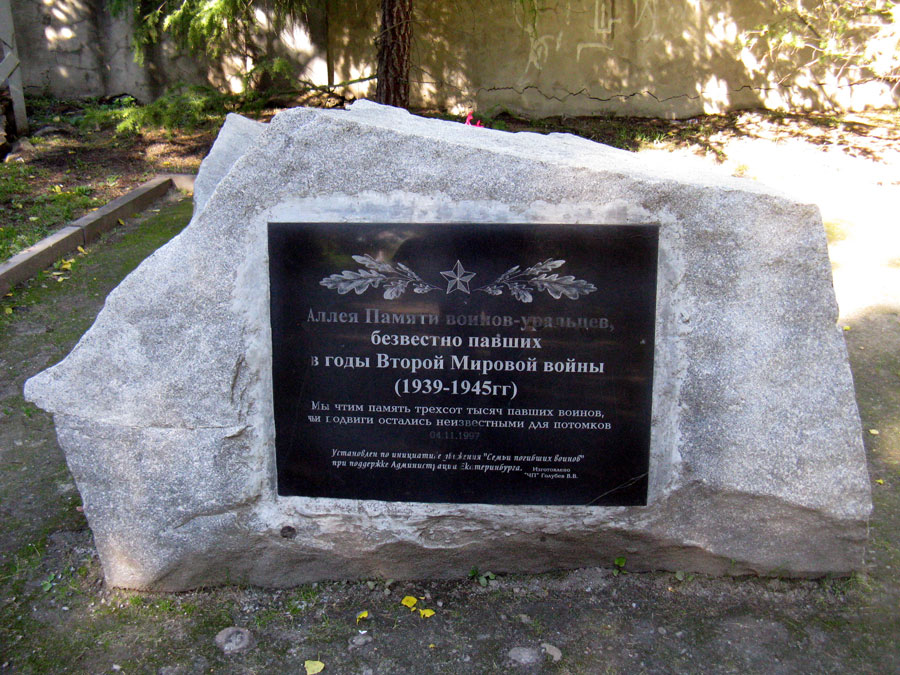 Аллея Памяти воинов-уральцев,
безвестно павших
в годы Второй Мировой войны
(1939-1945гг)
Мы чтим память трехсот тысяч павших воинов,
чьи подвиги остались неизвестными для потомков
04.11.1997
Установлен по инициативе движения "Семьи погибших воинов"
при поддержке Администрации Екатеринбурга.
Изготовлено
"ЧП" Голубев В.В.